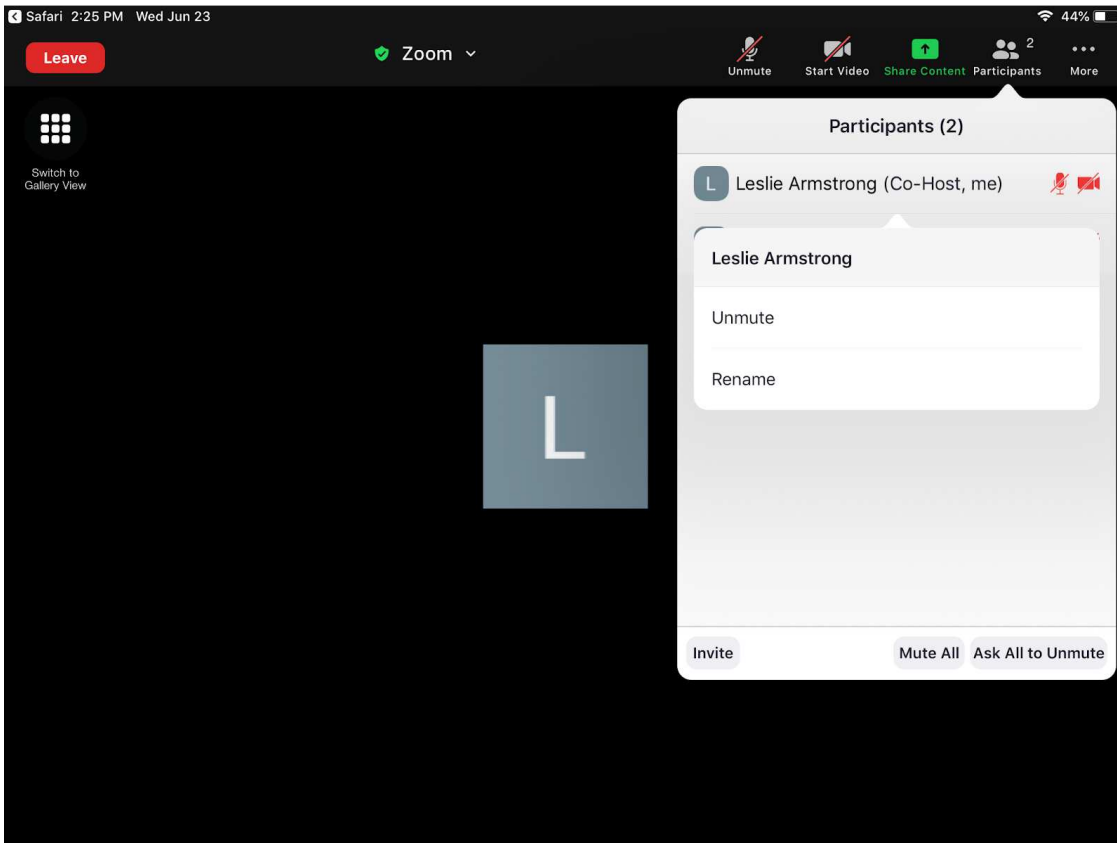 Safari 2:25 PM Wed Jun 23 44%
Leave Zoom Unmute Start Video Share Content Participants 2 More
Switch to
Gallery View
Participants (2)
L Leslie Armstrong (Co-Host, me)
Leslie Armstrong
Unmute
Rename
L
Invite Mute All Ask All to Unmute